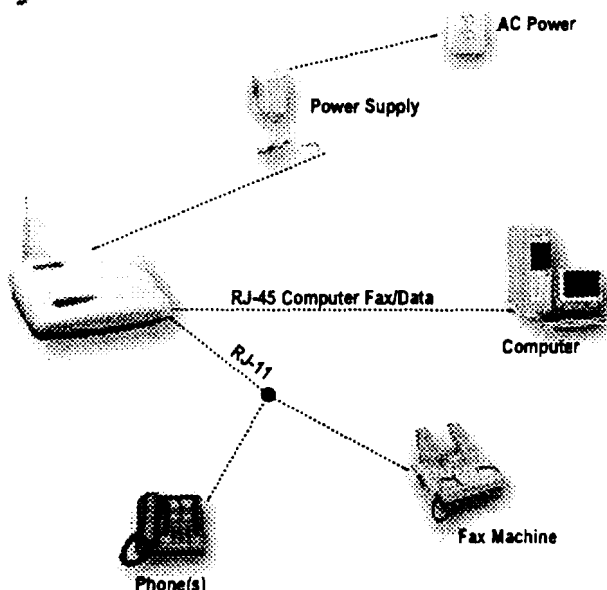 AC Power
Power Supply
RJ-45 Computer Fax/Data
Computer
RJ-11
Fax Machine
Phone(s)